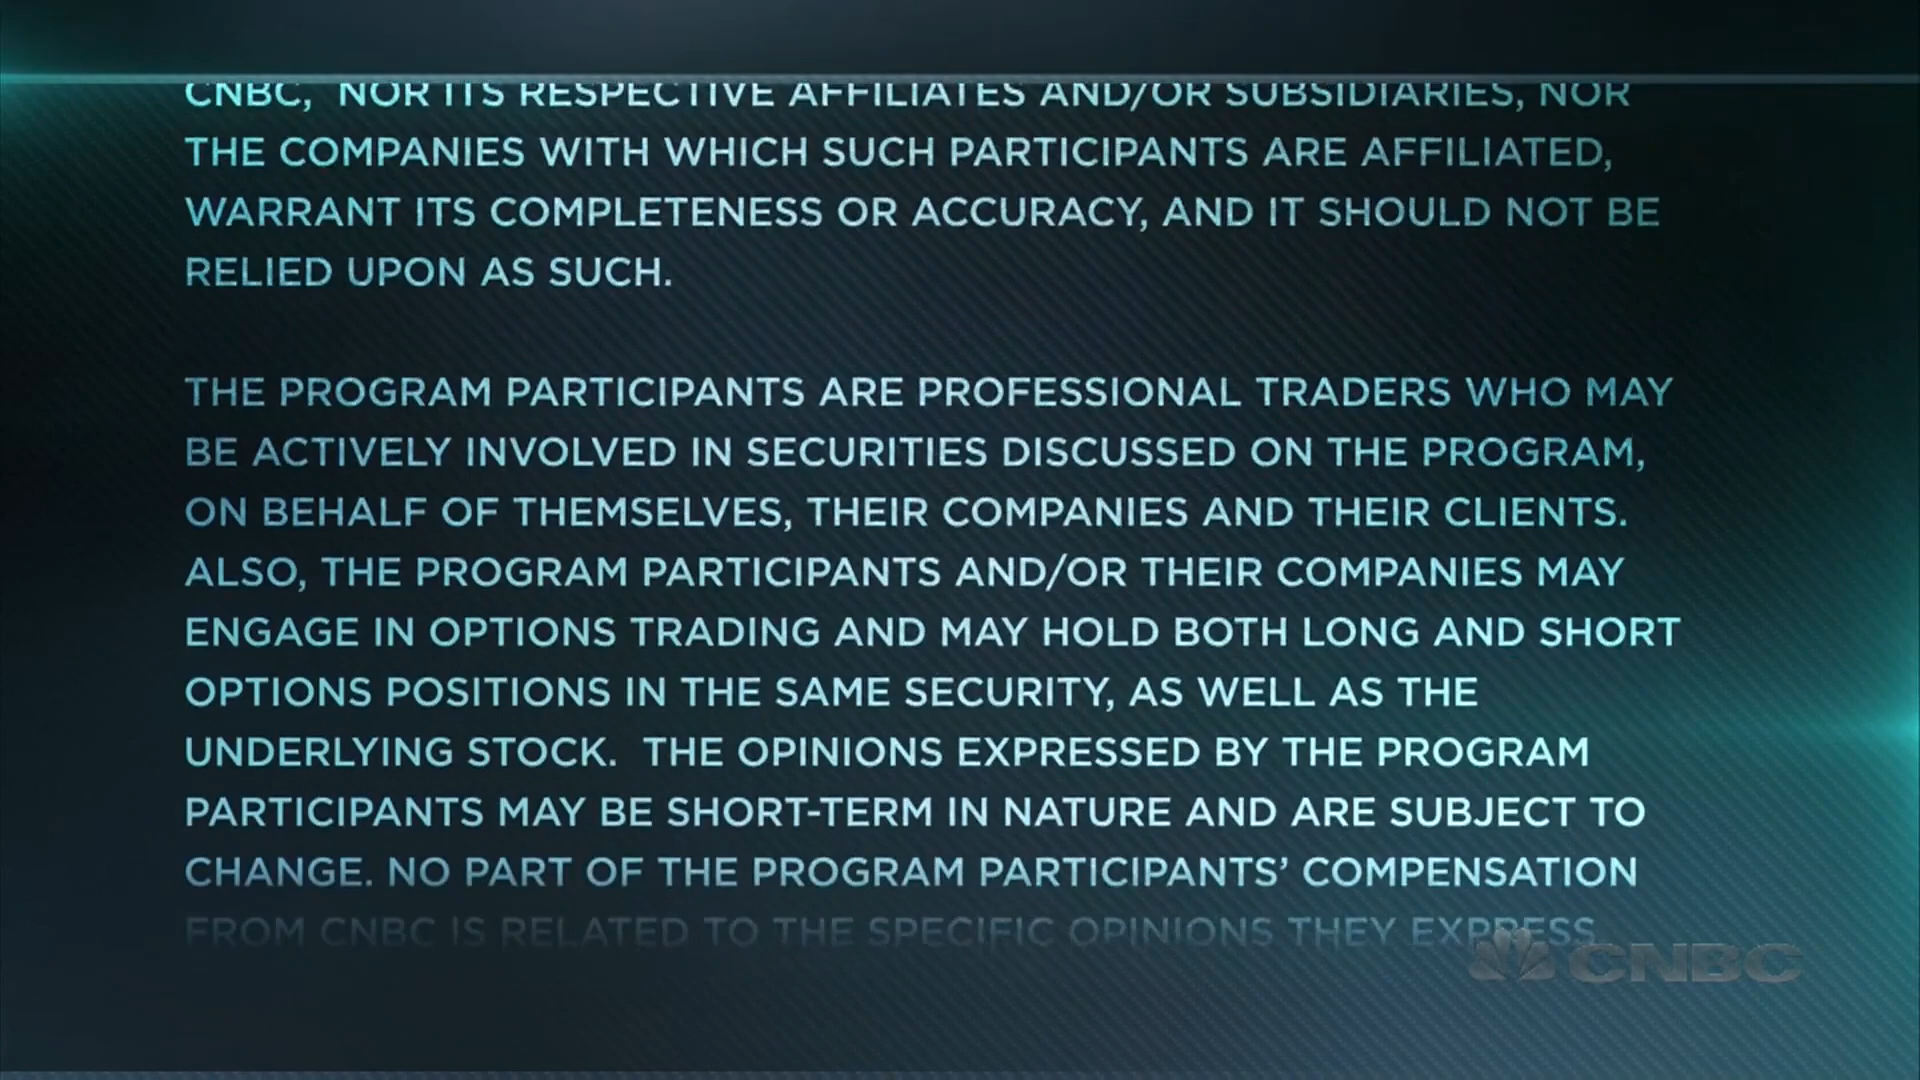 CNBC, NOR ITS RESPECTIVE AFFILIATES AND/OR SUBSIDIARIES, NOR
THE COMPANIES WITH WHICH SUCH PARTICIPANTS ARE AFFILIATED,
WARRANT ITS COMPLETENESS OR ACCURACY, AND IT SHOULD NOT BE
RELIED UPON AS SUCH.
THE PROGRAM PARTICIPANTS ARE PROFESSIONAL TRADERS WHO MAY
BE ACTIVELY INVOLVED IN SECURITIES DISCUSSED ON THE PROGRAM,
ON BEHALF OF THEMSELVES, THEIR COMPANIES AND THEIR CLIENTS.
ALSO, THE PROGRAM PARTICIPANTS AND/OR THEIR COMPANIES MAY
ENGAGE IN OPTIONS TRADING AND MAY HOLD BOTH LONG AND SHORT
OPTIONS POSITIONS IN THE SAME SECURITY, AS WELL AS THE
UNDERLYING STOCK. THE OPINIONS EXPRESSED BY THE PROGRAM
PARTICIPANTS MAY BE SHORT-TERM IN NATURE AND ARE SUBJECT TO
CHANGE. NO PART OF THE PROGRAM PARTICIPANTS’ COMPENSATION
FROM CNBC IS RELATED TO THE SPECIFIC OPINIONS THEY EXPRESS
CNBC